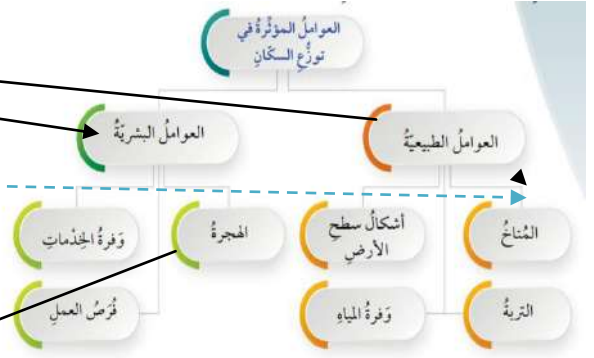 العواملُ المؤثِّرةُ في
توزُّعِ السكّانِ
العواملُ الطبيعيّةُ
العواملُ البشريّةُ
المُناخُ
أشكالُ سطحِ
الأرضِ
الهجرةُ
وَفرةُ الخِدْماتِ
التربةُ
وَفرةُ المياهِ
فُرَصُ العملِ